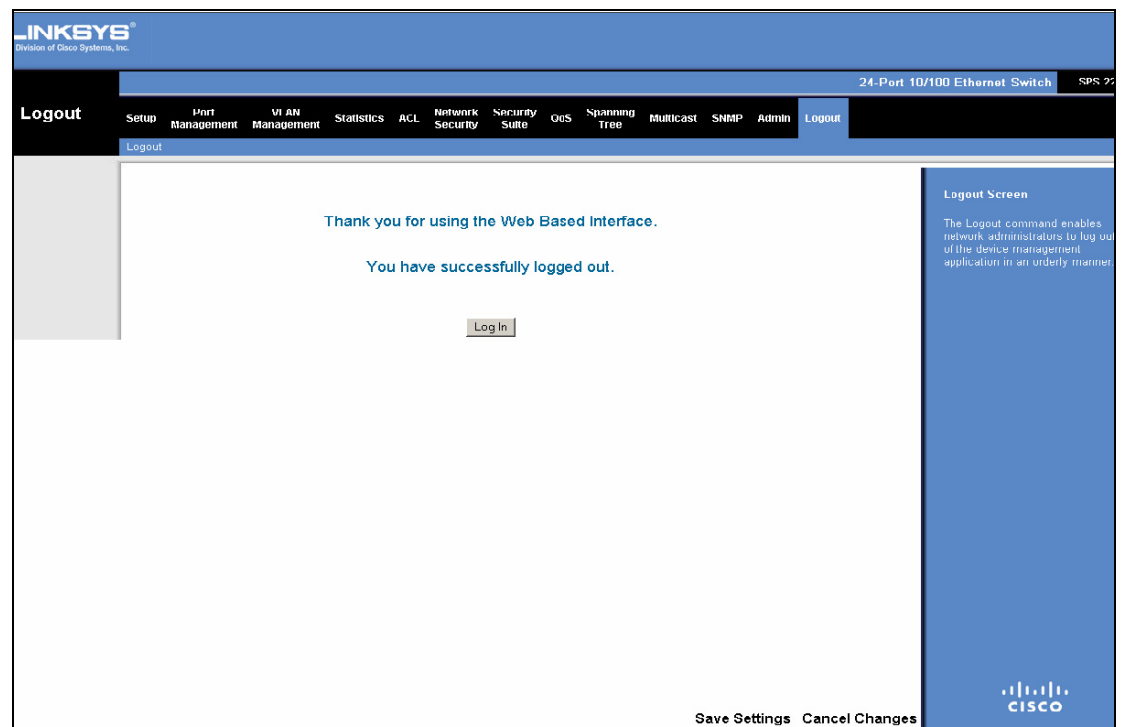 LINKSYS®
Division of Cisco Systems, Inc.
24-Port 10/100 Ethernet Switch SPS 22
Logout
Setup Port Management VLAN Management Statistics ACL Network Security Security Suite QoS Spanning Tree Multicast SNMP Admin Logout
Logout
Thank you for using the Web Based Interface.
You have successfully logged out.
Log In
Logout Screen
The Logout command enables
network administrators to log out
of the device management
application in an orderly manner.
CISCO
Save Settings Cancel Changes